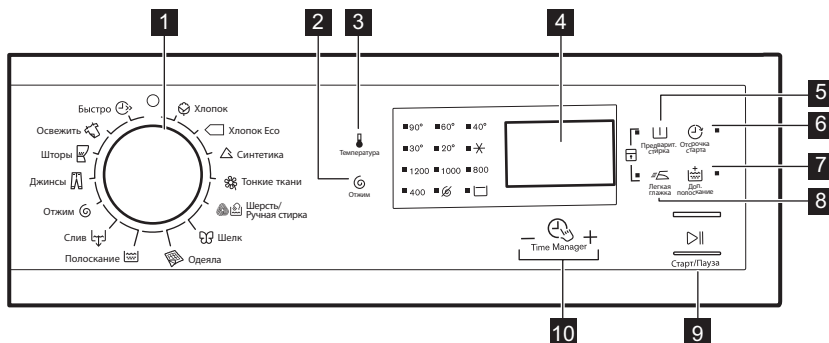 1
2
3
4
5
6
7
8
9
10
Быстро
Освежить
Шторы
Джинсы
Отжим
Слив
Полоскание
Хлопок
Хлопок Eco
Синтетика
Тонкие ткани
Шерсть/
Ручная стирка
Шелк
Одеяла
Температура
Отжим
90° 60° 40°
30° 20°
1200 1000 800
400
Time Manager
Предварит.
стирка
Отсрочка
старта
Легкая
глажка
Доп.
полоскание
Старт/Пауза